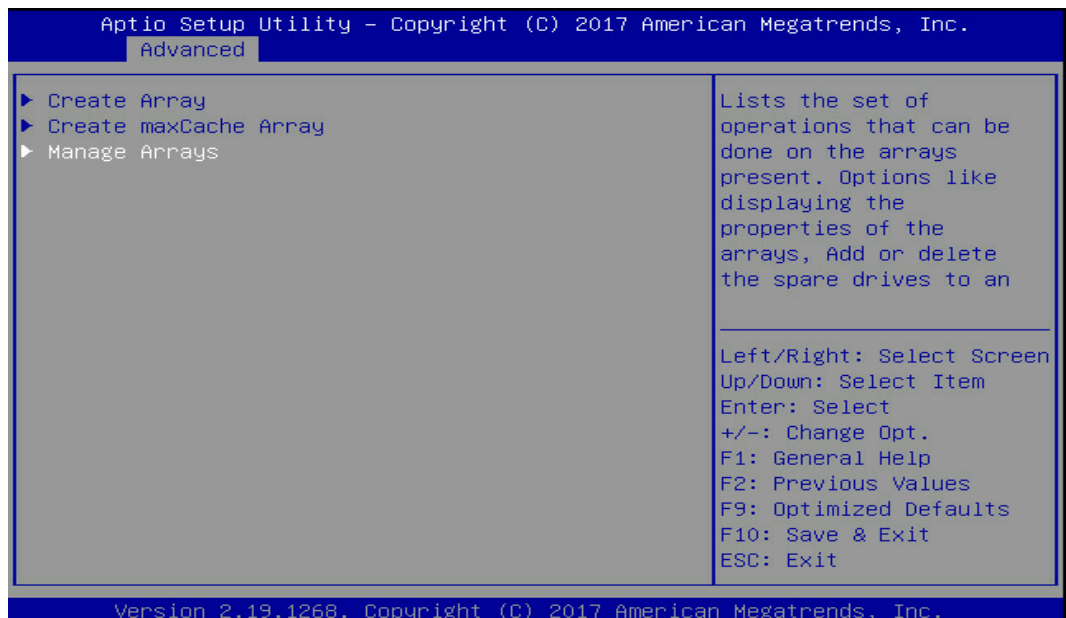 Aptio Setup Utility – Copyright (C) 2017 American Megatrends, Inc.
Advanced
► Create Array
► Create maxCache Array
► Manage Arrays
Lists the set of
operations that can be
done on the arrays
present. Options like
displaying the
properties of the
arrays, Add or delete
the spare drives to an
Left/Right: Select Screen
Up/Down: Select Item
Enter: Select
+/-: Change Opt.
F1: General Help
F2: Previous Values
F9: Optimized Defaults
F10: Save & Exit
ESC: Exit
Version 2.19.1268. Copyright (C) 2017 American Megatrends, Inc.